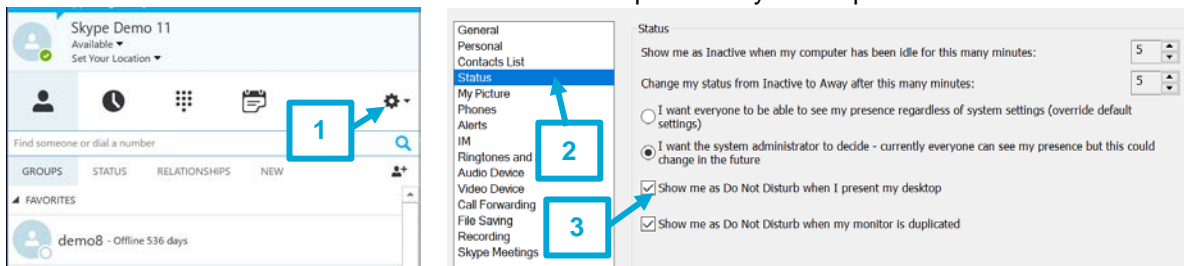 Skype Demo 11
Available
Set Your Location
1
Find someone or dial a number
GROUPS STATUS RELATIONSHIPS NEW
FAVORITES
demo8 - Offline 536 days
General
Personal
Contacts List
Status
My Picture
Phones
Alerts
IM
Ringtones and
Audio Device
Video Device
Call Forwarding
File Saving
Recording
Skype Meetings
2
3
Status
Show me as Inactive when my computer has been idle for this many minutes: 5
Change my status from Inactive to Away after this many minutes: 5
I want everyone to be able to see my presence regardless of system settings (override default
settings)
I want the system administrator to decide - currently everyone can see my presence but this could
change in the future
Show me as Do Not Disturb when I present my desktop
Show me as Do Not Disturb when my monitor is duplicated